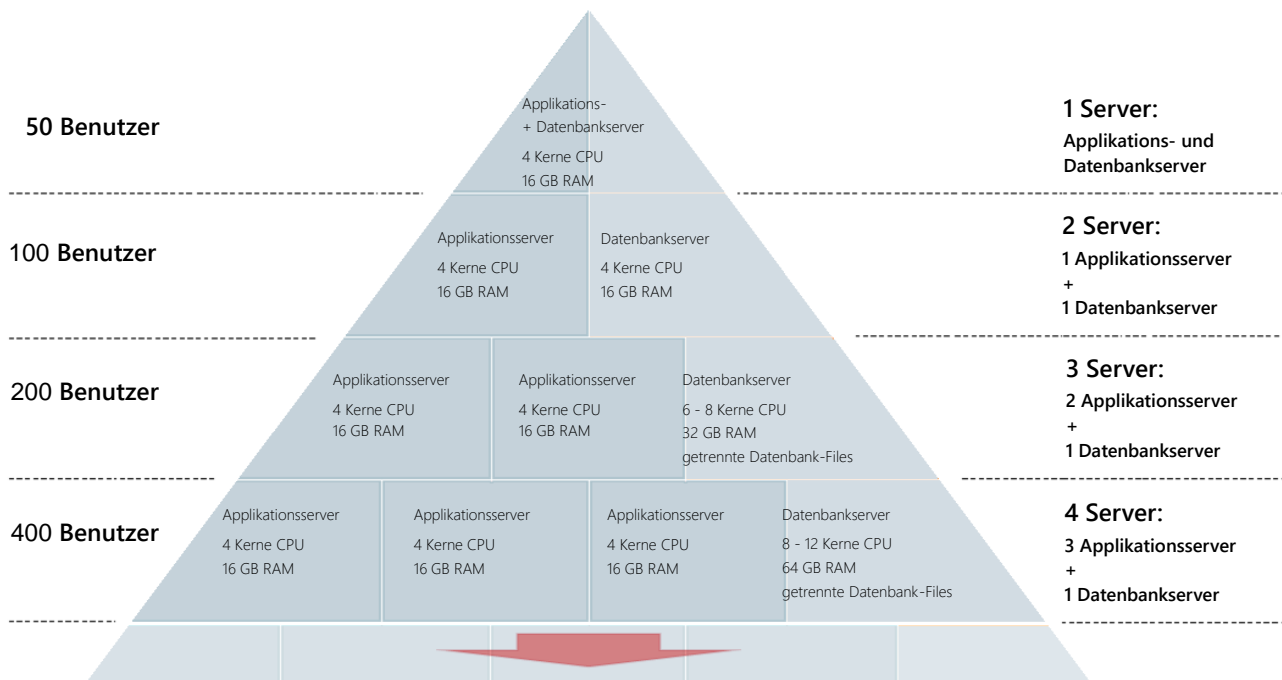 50 Benutzer
Applikations-
+ Datenbankserver
4 Kerne CPU
16 GB RAM
1 Server:
Applikations- und
Datenbankserver
100 Benutzer
Applikationsserver
4 Kerne CPU
16 GB RAM
Datenbankserver
4 Kerne CPU
16 GB RAM
2 Server:
1 Applikationsserver
+
1 Datenbankserver
200 Benutzer
Applikationsserver
4 Kerne CPU
16 GB RAM
Applikationsserver
4 Kerne CPU
16 GB RAM
Datenbankserver
6 - 8 Kerne CPU
32 GB RAM
getrennte Datenbank-Files
3 Server:
2 Applikationsserver
+
1 Datenbankserver
400 Benutzer
Applikationsserver
4 Kerne CPU
16 GB RAM
Applikationsserver
4 Kerne CPU
16 GB RAM
Applikationsserver
4 Kerne CPU
16 GB RAM
Datenbankserver
8 - 12 Kerne CPU
64 GB RAM
getrennte Datenbank-Files
4 Server:
3 Applikationsserver
+
1 Datenbankserver